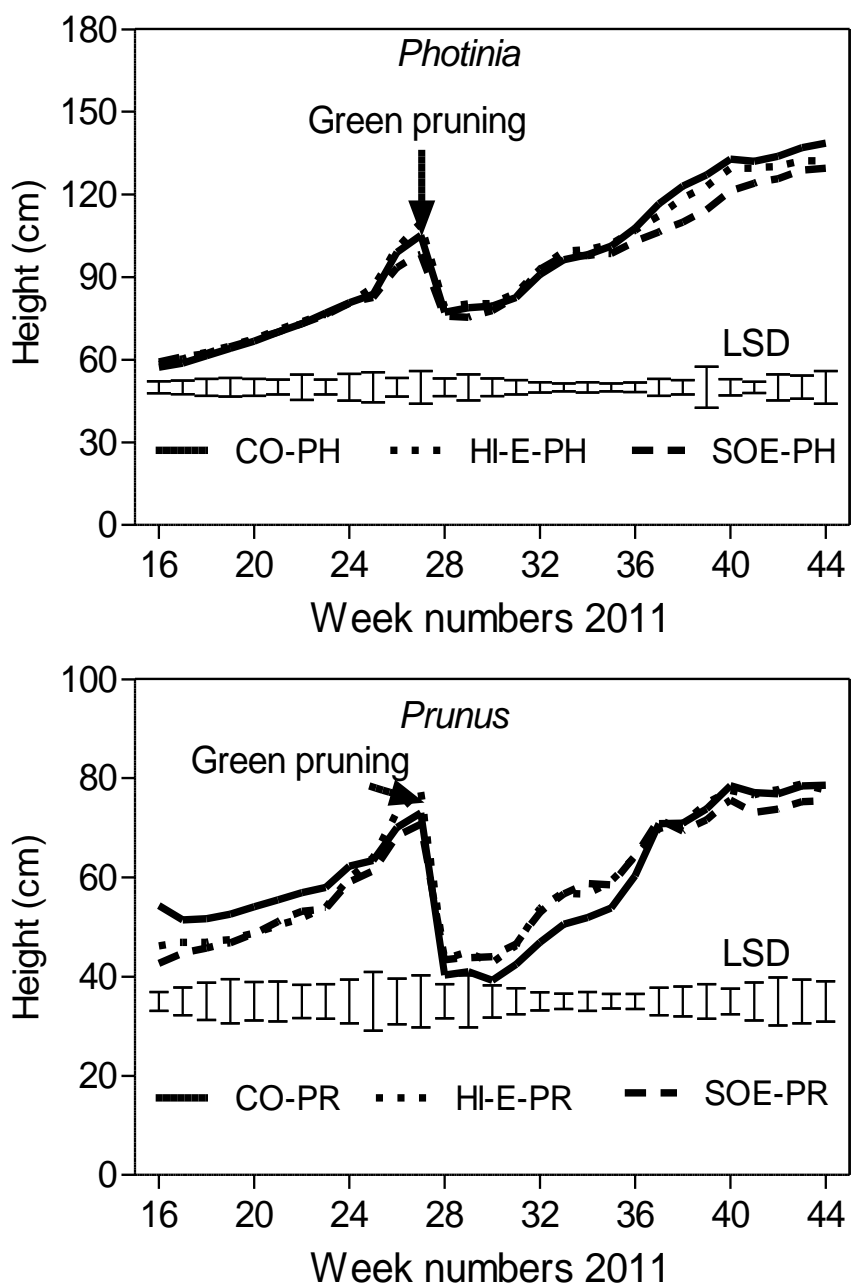 180
Photinia
150
Green pruning
120
Height (cm)
90
60
LSD
30
CO-PH HI-E-PH SOE-PH
0
16 20 24 28 32 36 40 44
Week numbers 2011
100
Prunus
Green pruning
80
Height (cm)
60
LSD
40
20
CO-PR HI-E-PR SOE-PR
0
16 20 24 28 32 36 40 44
Week numbers 2011